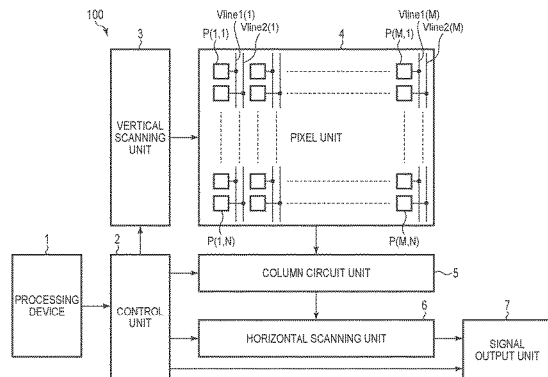 100
3
VERTICAL
SCANNING
UNIT
P(1,1)
Vline1(1)
Vline2(1)
4
P(M,1)
Vline1(M)
Vline2(M)
PIXEL UNIT
P(1,N)
P(M,N)
1
PROCESSING
DEVICE
2
CONTROL
UNIT
COLUMN CIRCUIT UNIT
5
6
HORIZONTAL SCANNING UNIT
7
SIGNAL
OUTPUT UNIT